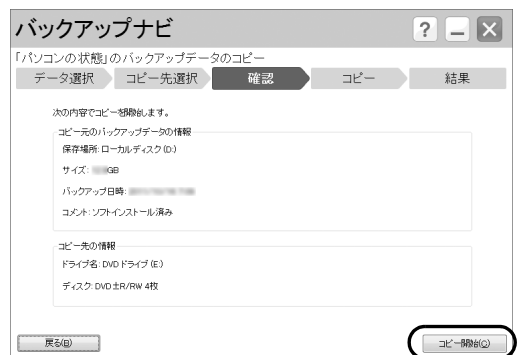 バックアップナビ
?
「パソコンの状態」のバックアップデータのコピー
データ選択 コピー先選択 確認 コピー 結果
次の内容でコピーを開始します。
コピー元のバックアップデータの情報
保存場所: ローカルディスク (D:)
サイズ: GB
バックアップ日時:
コメント: ソフトインストール済み
コピー先の情報
ドライブ名: DVD ドライブ (E:)
ディスク: DVD±R/RW 4枚
戻る(B) コピー開始(C)